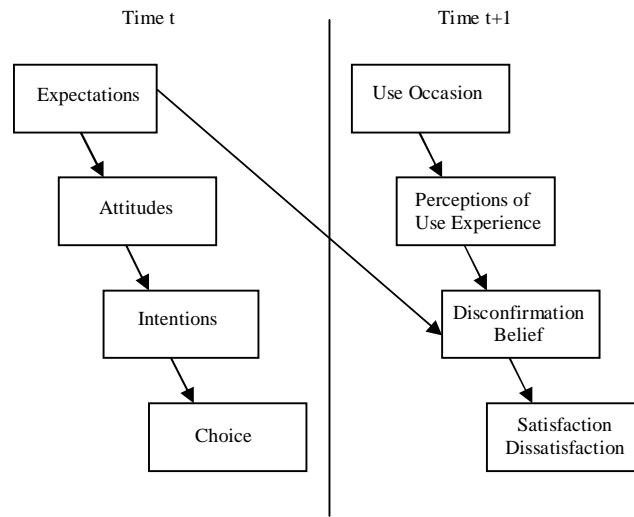 Time t
Time t+1
Expectations
Attitudes
Intentions
Choice
Use Occasion
Perceptions of
Use Experience
Disconfirmation
Belief
Satisfaction
Dissatisfaction